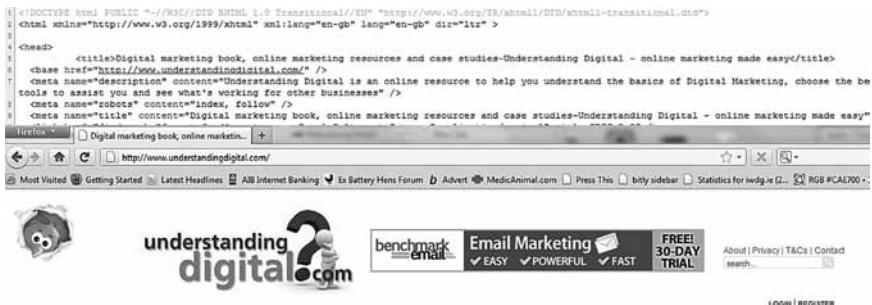 <!DOCTYPE html PUBLIC "-//W3C//DTD XHTML 1.0 Transitional//EN" "http://www.w3.org/TR/xhtml1/DTD/xhtml1-transitional.dtd">
<html xmlns="http://www.w3.org/1999/xhtml" xml:lang="en-gb" lang="en-gb" dir="ltr" >
<head>
<title>Digital marketing book, online marketing resources and case studies-Understanding Digital - online marketing made easy</title>
<base href="http://www.understandingdigital.com/" />
<meta name="description" content="Understanding Digital is an online resource to help you understand the basics of Digital Marketing, choose the be
tools to assist you and see what's working for other businesses" />
<meta name="robots" content="index, follow" />
<meta name="title" content="Digital marketing book, online marketing resources and case studies-Understanding Digital - online marketing made easy"
Firefox
Digital marketing book, online marketin... +
http://www.understandingdigital.com/
Most Visited Getting Started Latest Headlines AIB Internet Banking Ex Battery Hens Forum Advert MedicAnimal.com Press This bitly sidebar Statistics for iwdg.ie (2... RGB #CAE700
understanding
digital?.com
benchmark
email
Email Marketing
EASY POWERFUL FAST
FREE!
30-DAY
TRIAL
About | Privacy | T&Cs | Contact
search...
LOGIN | REGISTER